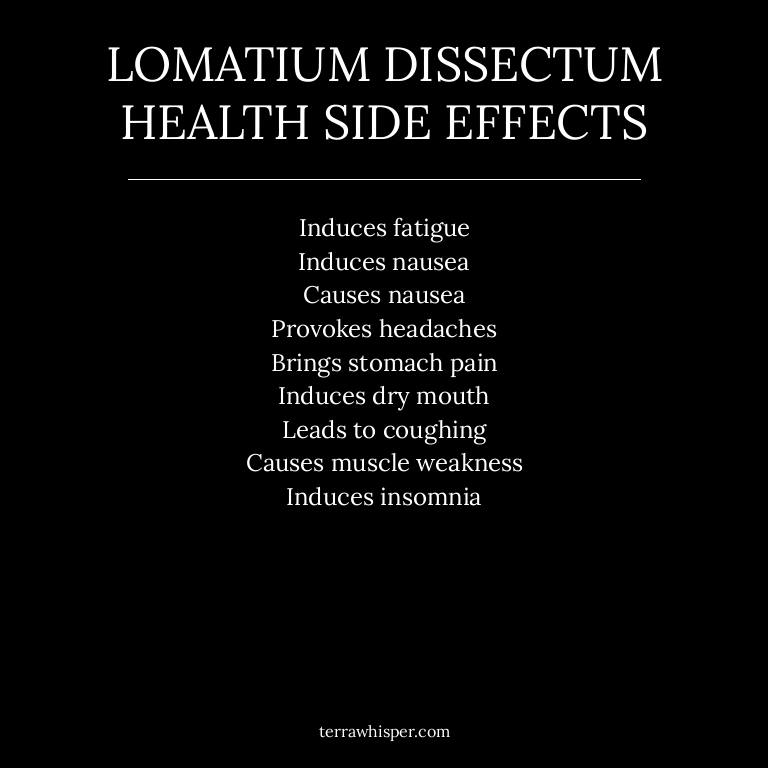 LOMATIUM DISSECTUM
HEALTH SIDE EFFECTS
Induces fatigue
Induces nausea
Causes nausea
Provokes headaches
Brings stomach pain
Induces dry mouth
Leads to coughing
Causes muscle weakness
Induces insomnia
terrawhisper.com